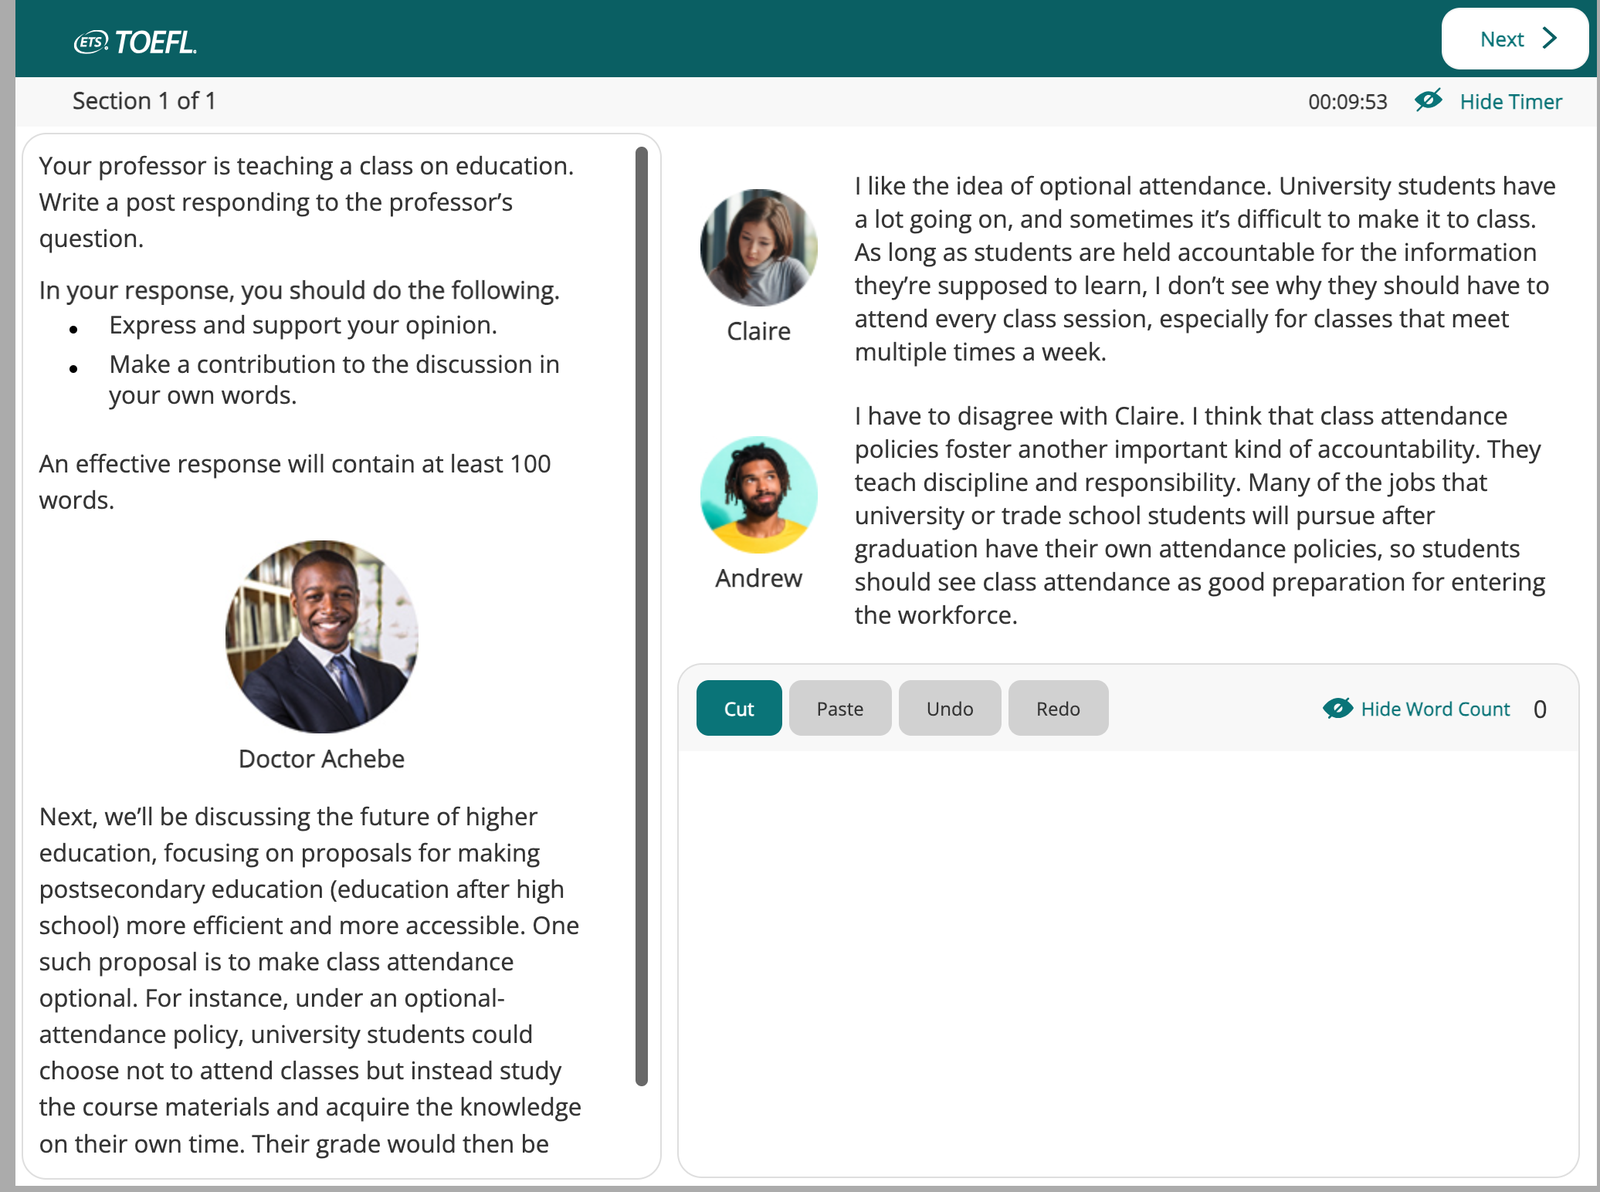 ETS TOEFL.
Next
Section 1 of 1
00:09:53
Hide Timer
Your professor is teaching a class on education.
Write a post responding to the professor’s
question.
In your response, you should do the following.
• Express and support your opinion.
• Make a contribution to the discussion in
your own words.
An effective response will contain at least 100
words.
Doctor Achebe
Next, we’ll be discussing the future of higher
education, focusing on proposals for making
postsecondary education (education after high
school) more efficient and more accessible. One
such proposal is to make class attendance
optional. For instance, under an optional-
attendance policy, university students could
choose not to attend classes but instead study
the course materials and acquire the knowledge
on their own time. Their grade would then be
I like the idea of optional attendance. University students have
a lot going on, and sometimes it’s difficult to make it to class.
As long as students are held accountable for the information
they’re supposed to learn, I don’t see why they should have to
attend every class session, especially for classes that meet
multiple times a week.
Claire
I have to disagree with Claire. I think that class attendance
policies foster another important kind of accountability. They
teach discipline and responsibility. Many of the jobs that
university or trade school students will pursue after
graduation have their own attendance policies, so students
should see class attendance as good preparation for entering
the workforce.
Andrew
Cut
Paste
Undo
Redo
Hide Word Count
0